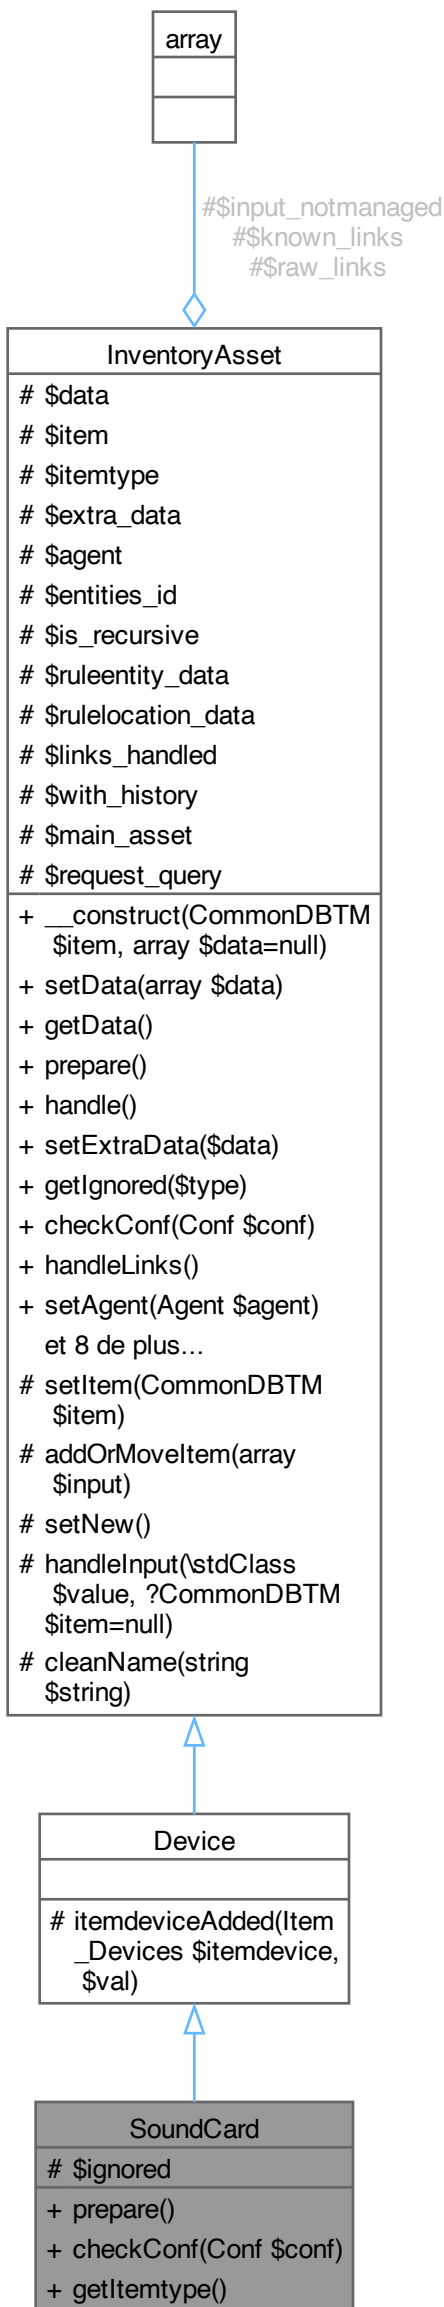 array
#$input_notmanaged
#$known_links
#$raw_links
InventoryAsset
# $data
# $item
# $itemtype
# $extra_data
# $agent
# $entities_id
# $is_recursive
# $ruleentity_data
# $rulelocation_data
# $links_handled
# $with_history
# $main_asset
# $request_query
+ __construct(CommonDBTM
$item, array $data=null)
+ setData(array $data)
+ getData()
+ prepare()
+ handle()
+ setExtraData($data)
+ getIgnored($type)
+ checkConf(Conf $conf)
+ handleLinks()
+ setAgent(Agent $agent)
et 8 de plus...
# setItem(CommonDBTM
$item)
# addOrMoveItem(array
$input)
# setNew()
# handleInput(\stdClass
$value, ?CommonDBTM
$item=null)
# cleanName(string
$string)
Device
# itemdeviceAdded(Item
_Devices $itemdevice,
$val)
SoundCard
# $ignored
+ prepare()
+ checkConf(Conf $conf)
+ getItemtype()